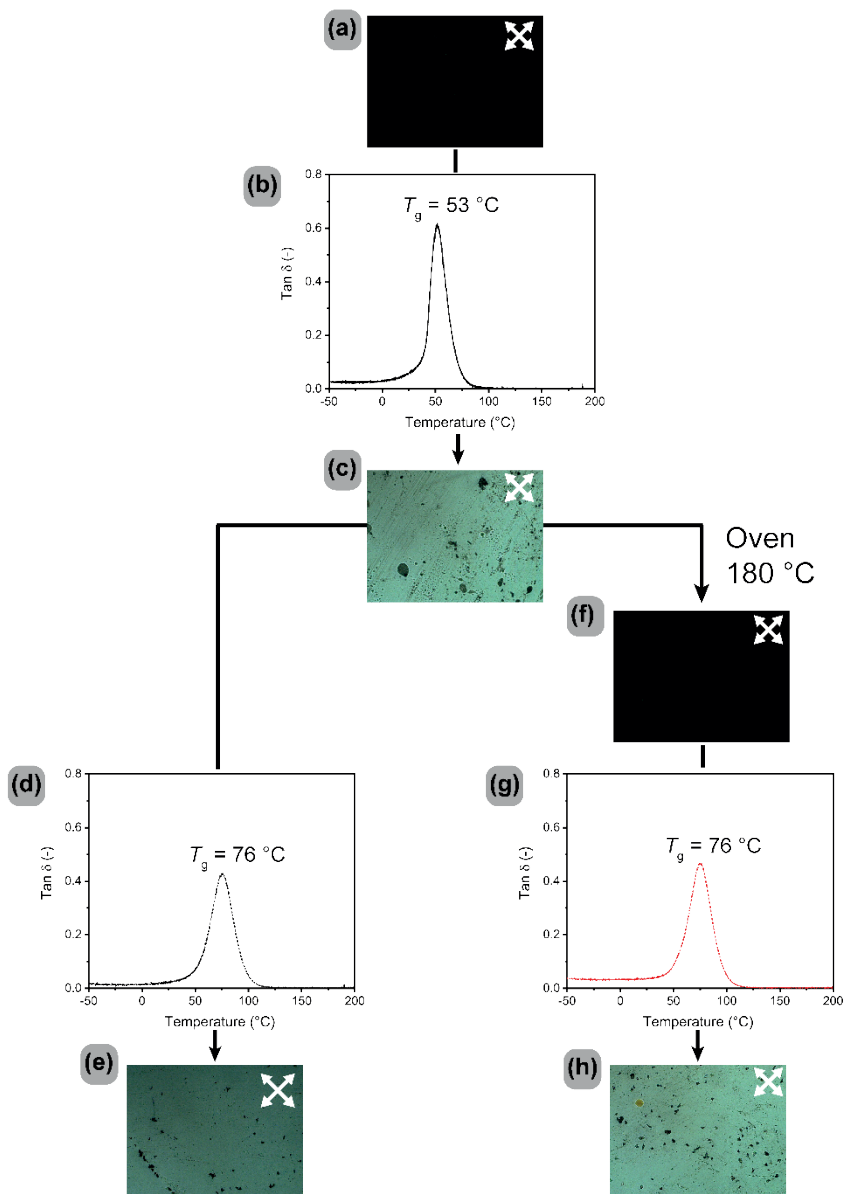 (a)
(b)
0.8
0.6
0.4
0.2
0.0
Tan δ (-)
Tg = 53 °C
-50 0 50 100 150 200
Temperature (°C)
(c)
Oven
180 °C
(f)
(d)
0.8
0.6
0.4
0.2
0.0
Tan δ (-)
Tg = 76 °C
-50 0 50 100 150 200
Temperature (°C)
(g)
0.8
0.6
0.4
0.2
0.0
Tan δ (-)
Tg = 76 °C
-50 0 50 100 150 200
Temperature (°C)
(e)
(h)